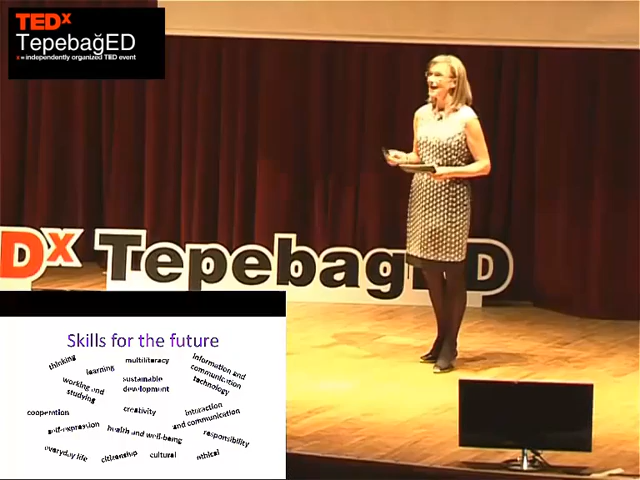 TEDx
TepebağED
x = independently organized TED event
Dx TepebagED
Skills for the future
thinking
learning
multiliteracy
information and
communication
technology
working and
studying
sustainable
development
cooperation
creativity
interaction
and communication
self-expression
health and well-being
responsibility
everyday life
citizenship
cultural
ethical